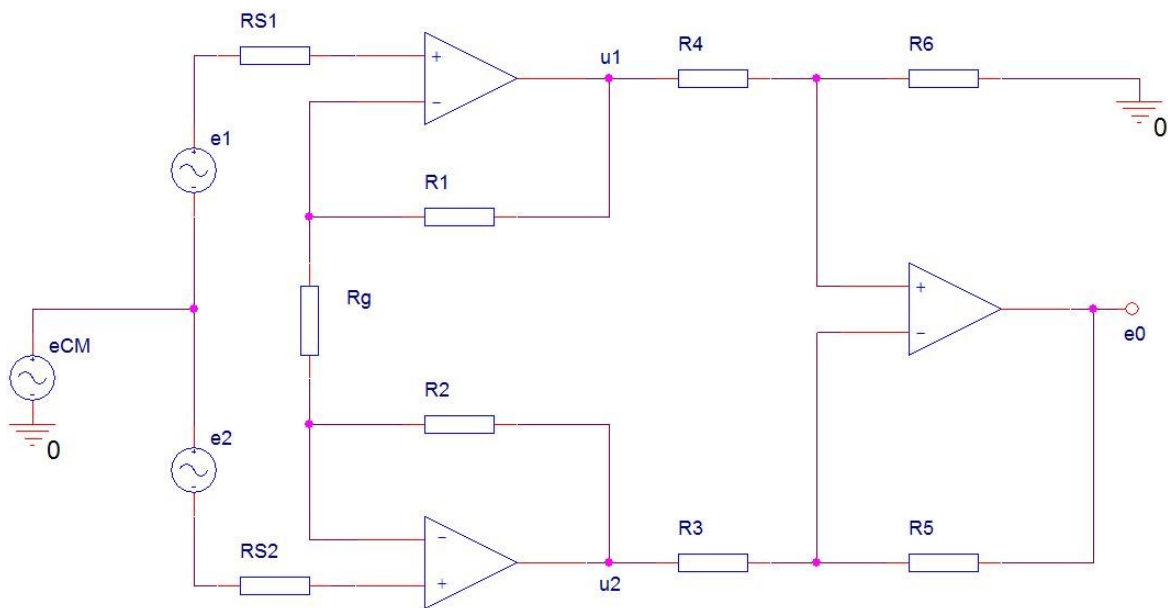 RS1
u1
R4
R6
+
−
0
e1
R1
Rg
+
−
e0
eCM
R2
0
e2
−
+
RS2
R3
R5
u2